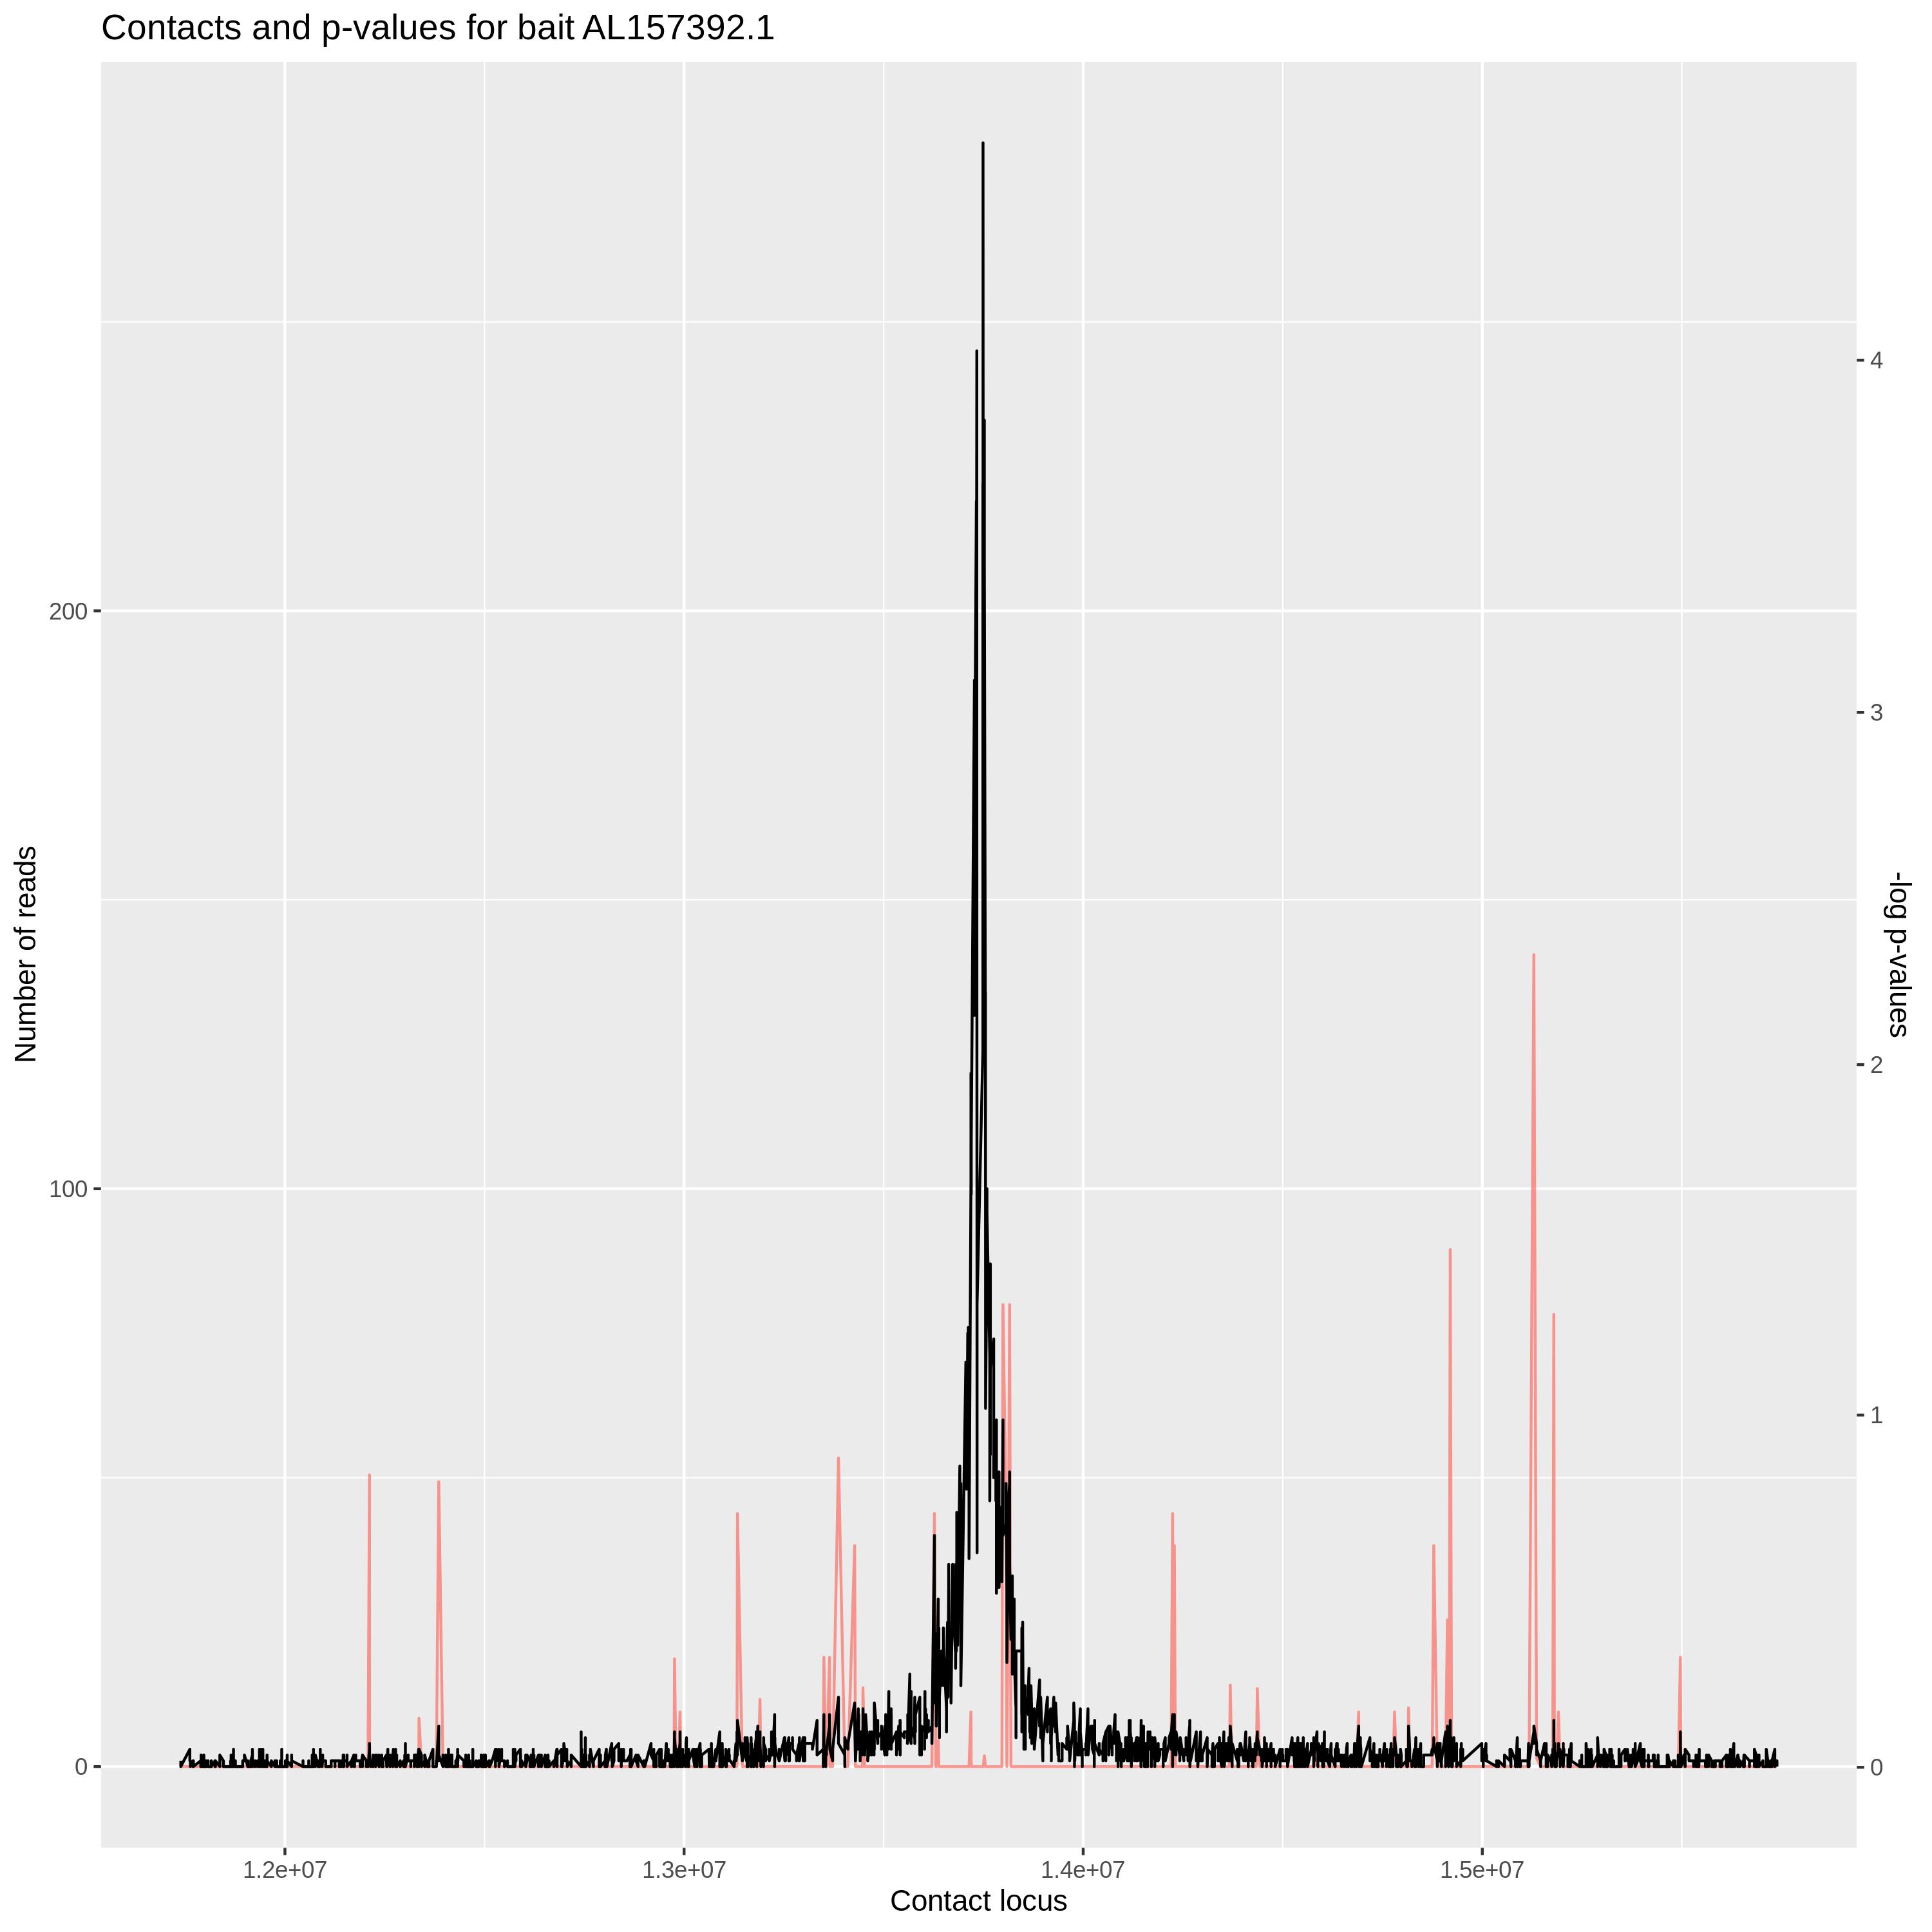 Contacts and p-values for bait AL157392.1
Number of reads
200
100
0
4
3
2
1
0
-log p-values
1.2e+07 1.3e+07 1.4e+07 1.5e+07
Contact locus